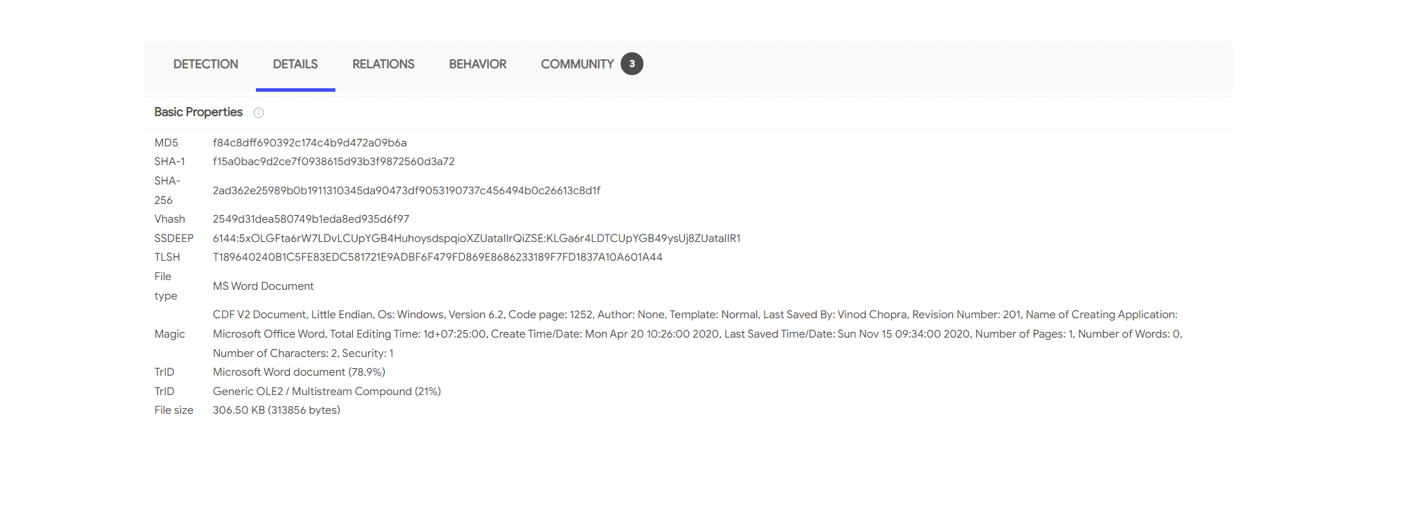 DETECTION DETAILS RELATIONS BEHAVIOR COMMUNITY 3
Basic Properties
MD5 f84c8dff690392c174c4b9d472a09b6a
SHA-1 f15a0bac9d2ce7f0938615d93b3f9872560d3a72
SHA-
256 2ad362e25989b0b1911310345da90473df9053190737c456494b0c26613c8d1f
Vhash 2549d31dea580749b1eda8ed935d6f97
SSDEEP 6144:5xOLGFta6rW7LDvLCUpYGB4HuhoysdspqioXZUatallrQiZSE:KLGa6r4LDTCUpYGB49ysUj8ZUatallR1
TLSH T189640240B1C5FE83EDC581721E9ADBF6F479FD869E8686233189F7FD1837A10A601A44
File
type MS Word Document
Magic CDF V2 Document, Little Endian, Os: Windows, Version 6.2, Code page: 1252, Author: None, Template: Normal, Last Saved By: Vinod Chopra, Revision Number: 201, Name of Creating Application:
Microsoft Office Word, Total Editing Time: 1d+07:25:00, Create Time/Date: Mon Apr 20 10:26:00 2020, Last Saved Time/Date: Sun Nov 15 09:34:00 2020, Number of Pages: 1, Number of Words: 0,
Number of Characters: 2, Security: 1
TrID Microsoft Word document (78.9%)
TrID Generic OLE2 / Multistream Compound (21%)
File size 306.50 KB (313856 bytes)